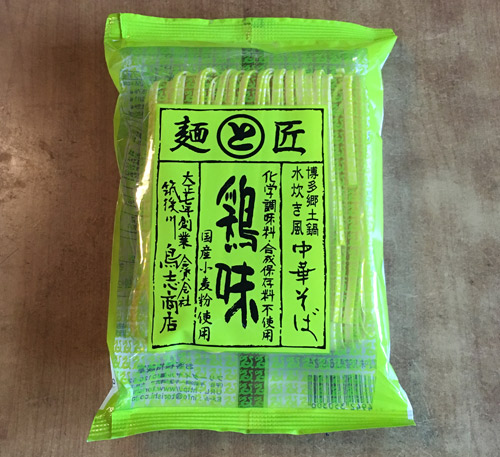 麺と匠
博多郷土鍋
水炊き風中華そば
化学調味料・合成保存料不使用
鶏味
国産小麦粉使用
大正七年創業合資会社
筑後川鳥志商店